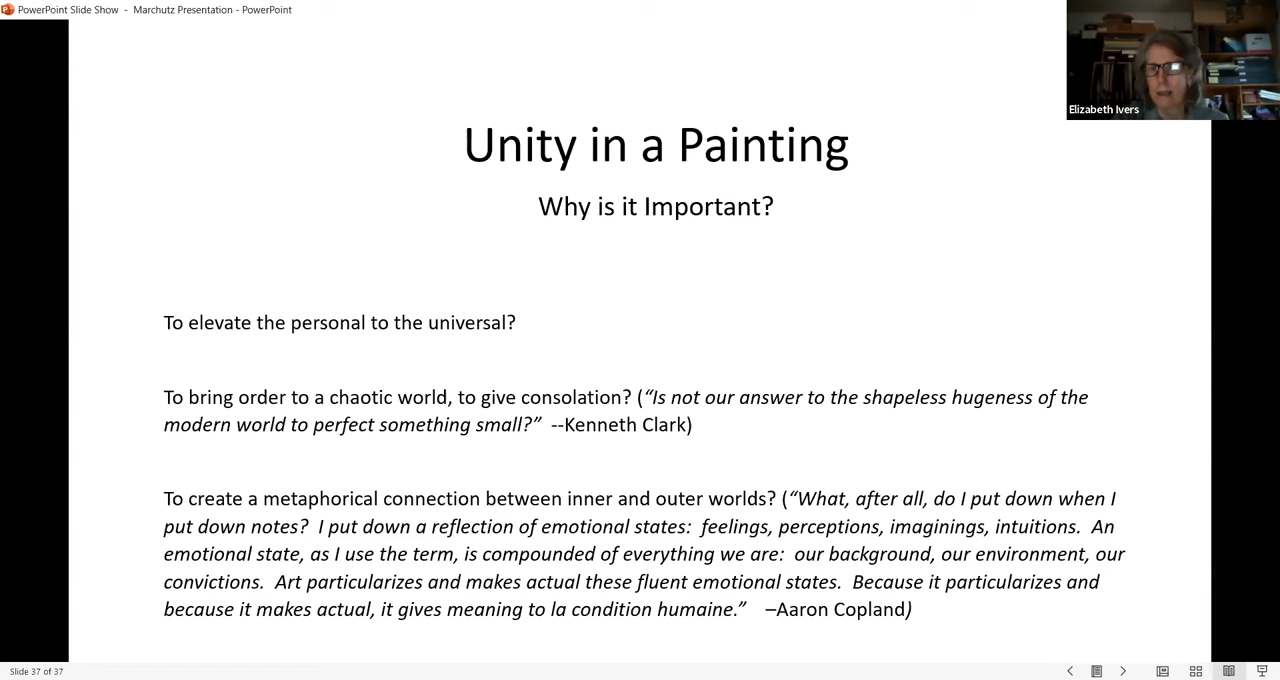 PowerPoint Slide Show - Marchutz Presentation - PowerPoint
Elizabeth Ivers
Unity in a Painting
Why is it Important?
To elevate the personal to the universal?
To bring order to a chaotic world, to give consolation? (“Is not our answer to the shapeless hugeness of the
modern world to perfect something small?” --Kenneth Clark)
To create a metaphorical connection between inner and outer worlds? (“What, after all, do I put down when I
put down notes? I put down a reflection of emotional states: feelings, perceptions, imaginings, intuitions. An
emotional state, as I use the term, is compounded of everything we are: our background, our environment, our
convictions. Art particularizes and makes actual these fluent emotional states. Because it particularizes and
because it makes actual, it gives meaning to la condition humaine.” –Aaron Copland)
Slide 37 of 37